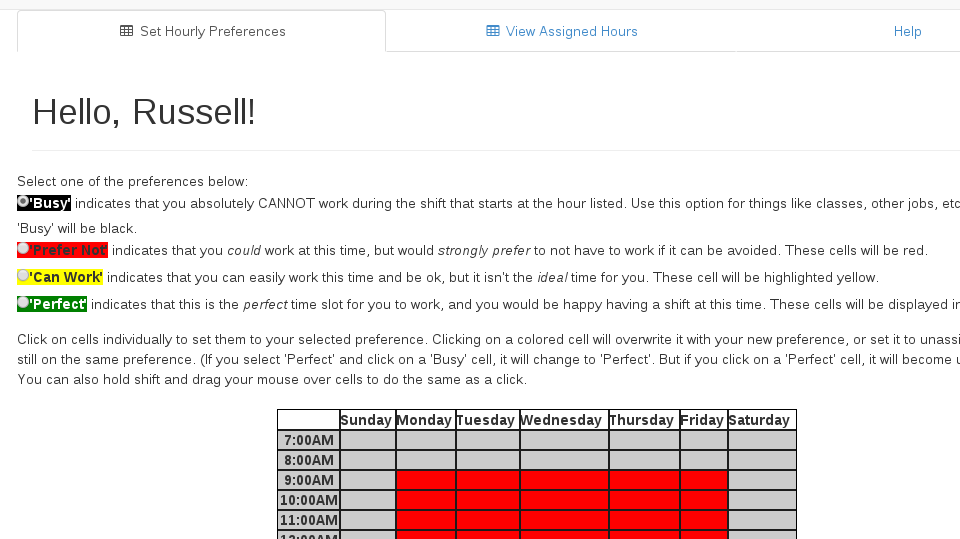 Set Hourly Preferences
View Assigned Hours
Help
Hello, Russell!
Select one of the preferences below:
'Busy' indicates that you absolutely CANNOT work during the shift that starts at the hour listed. Use this option for things like classes, other jobs, etc
'Busy' will be black.
'Prefer Not' indicates that you could work at this time, but would strongly prefer to not have to work if it can be avoided. These cells will be red.
'Can Work' indicates that you can easily work this time and be ok, but it isn't the ideal time for you. These cell will be highlighted yellow.
'Perfect' indicates that this is the perfect time slot for you to work, and you would be happy having a shift at this time. These cells will be displayed in
Click on cells individually to set them to your selected preference. Clicking on a colored cell will overwrite it with your new preference, or set it to unassi
still on the same preference. (If you select 'Perfect' and click on a 'Busy' cell, it will change to 'Perfect'. But if you click on a 'Perfect' cell, it will become u
You can also hold shift and drag your mouse over cells to do the same as a click.
Sunday Monday Tuesday Wednesday Thursday Friday Saturday
7:00AM
8:00AM
9:00AM
10:00AM
11:00AM
12:00AM